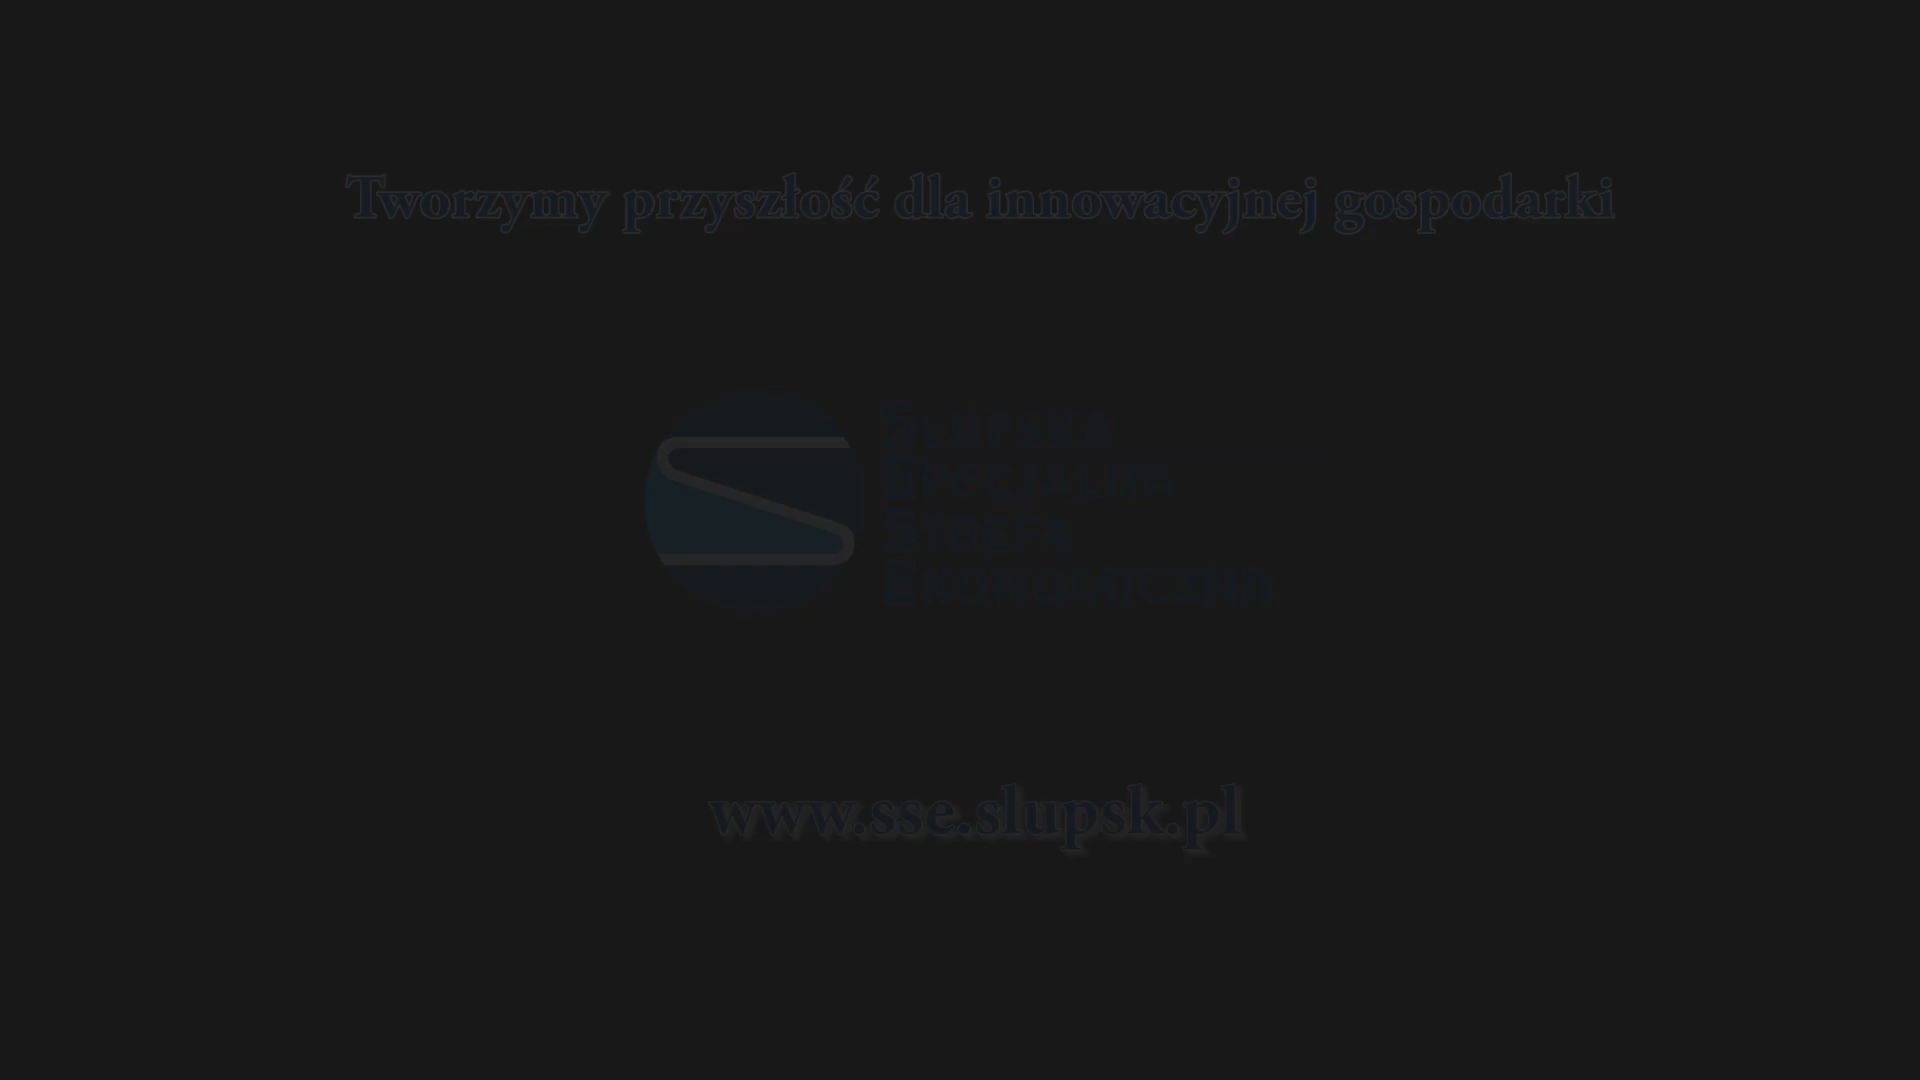 Tworzymy przyszłość dla innowacyjnej gospodarki
SŁUPSKA
SPECJALNA
STREFA
EKONOMICZNA
www.sse.slupsk.pl